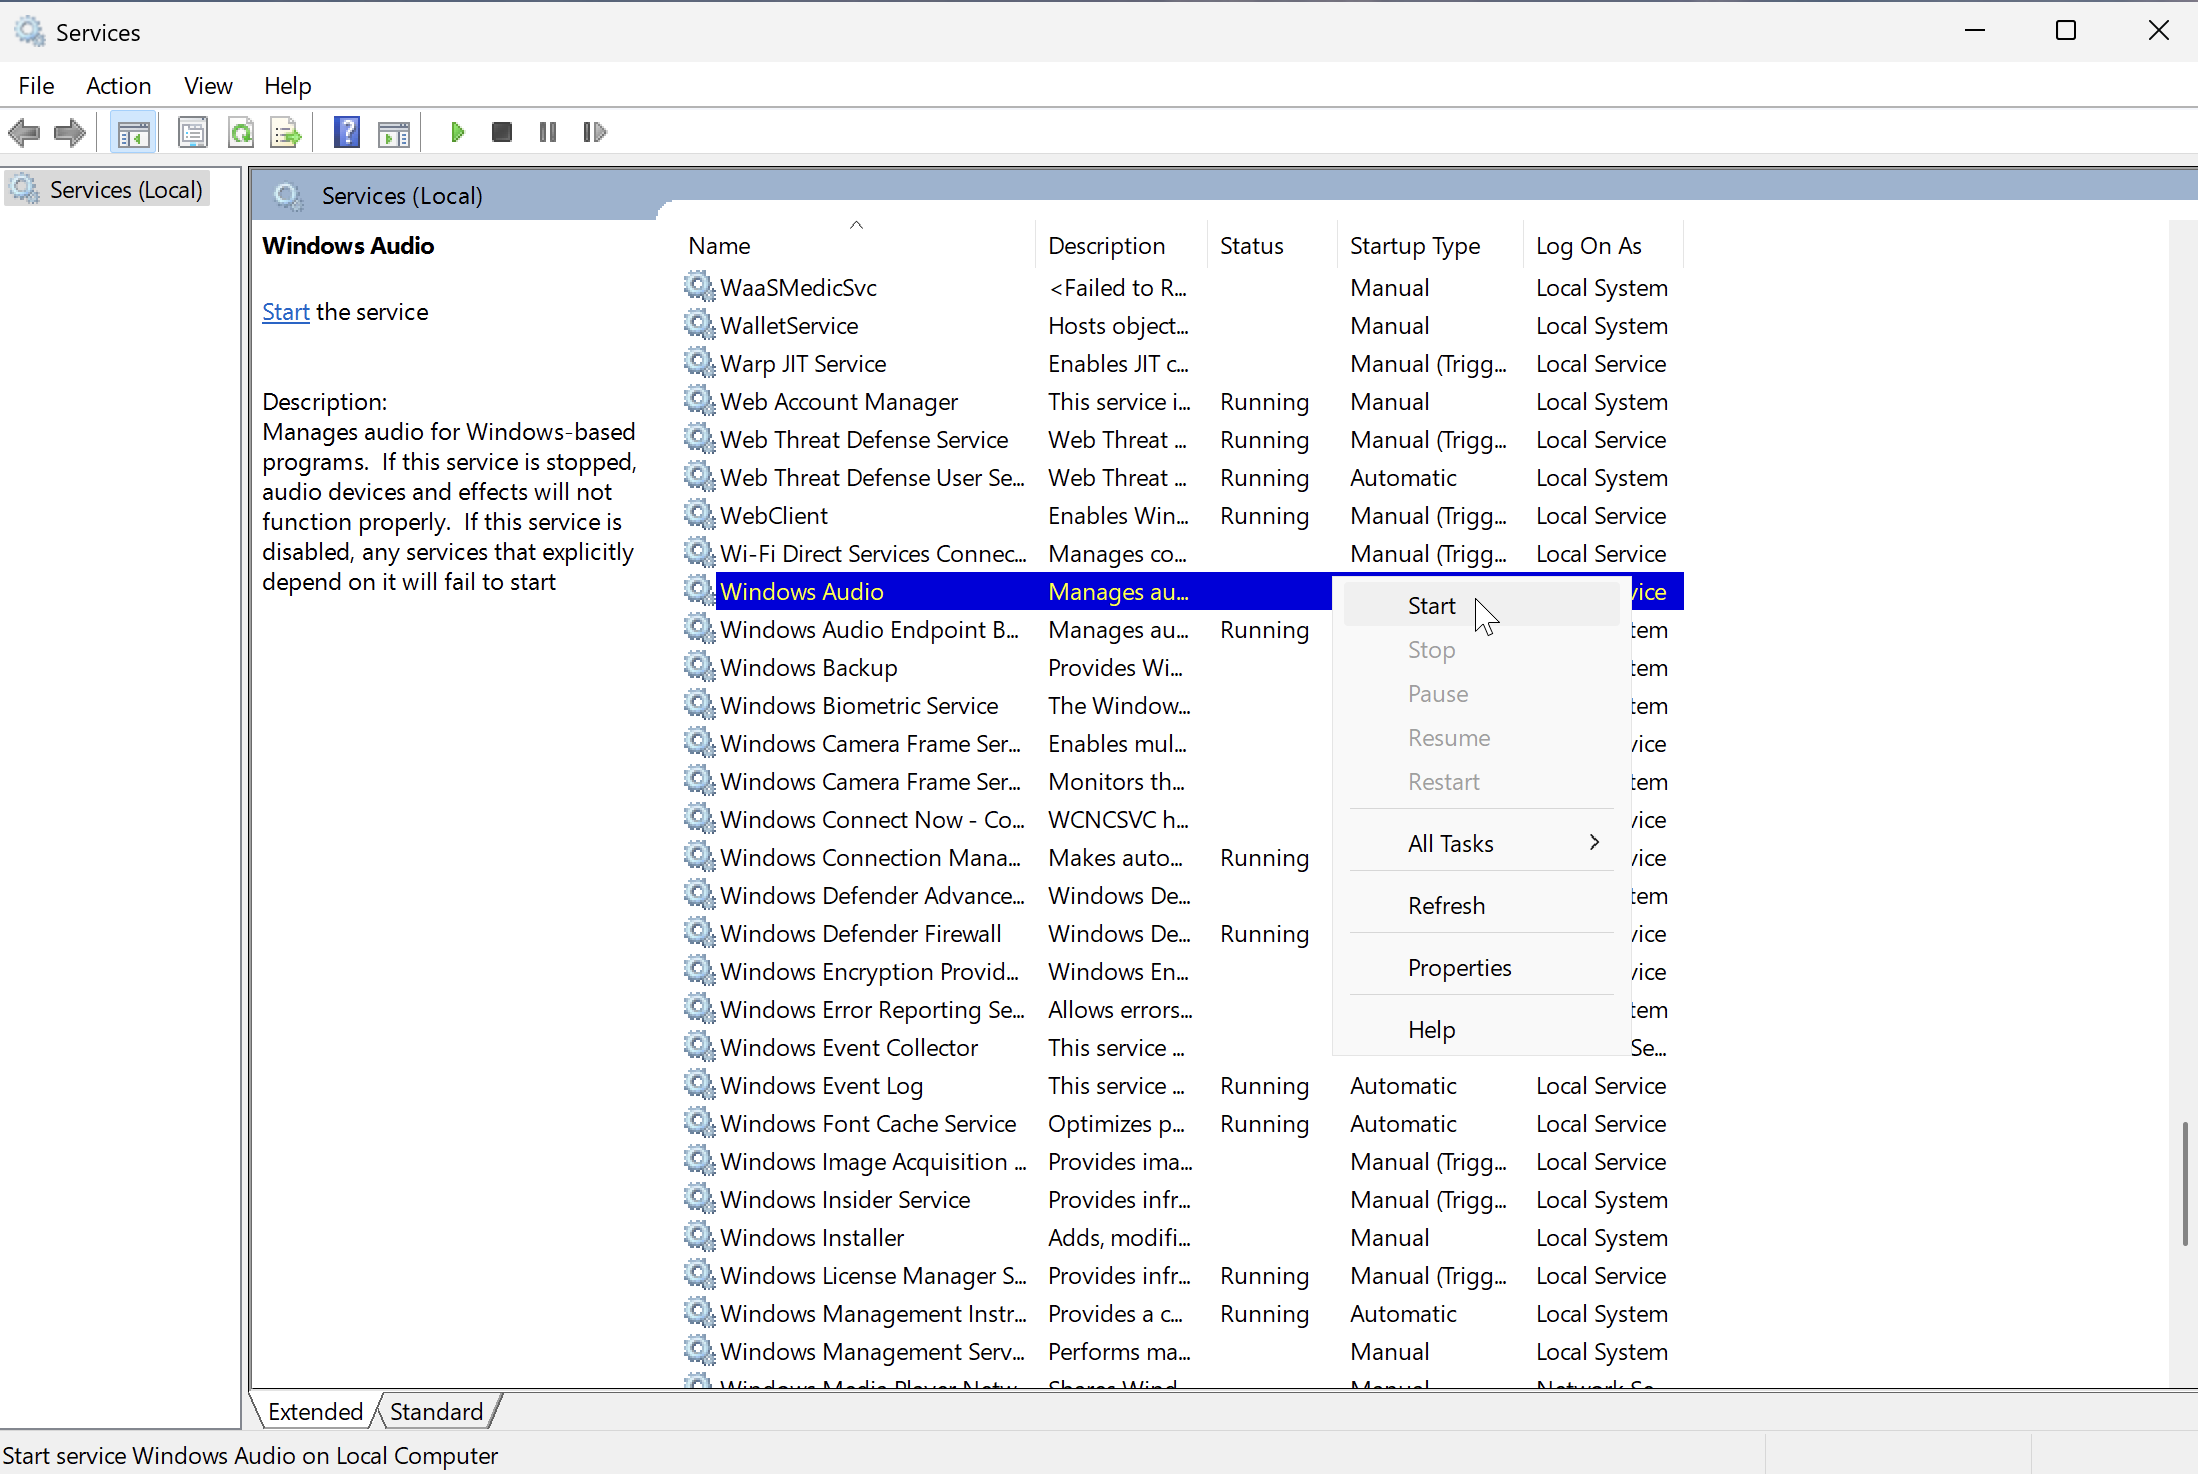 Services
File Action View Help
Services (Local)
Services (Local)
Windows Audio
Start the service
Description:
Manages audio for Windows-based
programs.  If this service is stopped,
audio devices and effects will not
function properly.  If this service is
disabled, any services that explicitly
depend on it will fail to start
Name Description Status Startup Type Log On As
WaaSMedicSvc <Failed to R... Manual Local System
WalletService Hosts object... Manual Local System
Warp JIT Service Enables JIT c... Manual (Trigg... Local Service
Web Account Manager This service i... Running Manual Local System
Web Threat Defense Service Web Threat ... Running Manual (Trigg... Local Service
Web Threat Defense User Se... Web Threat ... Running Automatic Local System
WebClient Enables Win... Running Manual (Trigg... Local Service
Wi-Fi Direct Services Connec... Manages co... Manual (Trigg... Local Service
Windows Audio Manages au... vice
Windows Audio Endpoint B... Manages au... Running tem
Windows Backup Provides Wi... tem
Windows Biometric Service The Window... tem
Windows Camera Frame Ser... Enables mul... vice
Windows Camera Frame Ser... Monitors th... tem
Windows Connect Now - Co... WCNCSVC h... vice
Windows Connection Mana... Makes auto... Running vice
Windows Defender Advance... Windows De... tem
Windows Defender Firewall Windows De... Running vice
Windows Encryption Provid... Windows En... vice
Windows Error Reporting Se... Allows errors... tem
Windows Event Collector This service ... Se...
Windows Event Log This service ... Running Automatic Local Service
Windows Font Cache Service Optimizes p... Running Automatic Local Service
Windows Image Acquisition ... Provides ima... Manual (Trigg... Local Service
Windows Insider Service Provides infr... Manual (Trigg... Local System
Windows Installer Adds, modifi... Manual Local System
Windows License Manager S... Provides infr... Running Manual (Trigg... Local Service
Windows Management Instr... Provides a c... Running Automatic Local System
Windows Management Serv... Performs ma... Manual Local System
Windows Media Player Netw... Shares Wind... Manual Network Se...
Start
Stop
Pause
Resume
Restart
All Tasks
Refresh
Properties
Help
Extended Standard
Start service Windows Audio on Local Computer